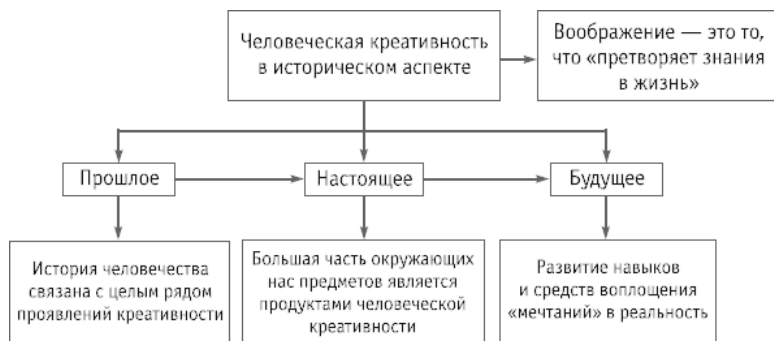 Человеческая креативность
в историческом аспекте
Воображение — это то,
что «претворяет знания
в жизнь»
Прошлое
Настоящее
Будущее
История человечества
связана с целым рядом
проявлений креативности
Большая часть окружающих
нас предметов является
продуктами человеческой
креативности
Развитие навыков
и средств воплощения
«мечтаний» в реальность